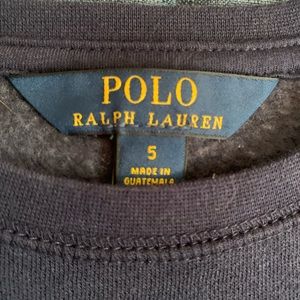 POLO
RALPH LAUREN
5
MADE IN
GUATEMALA